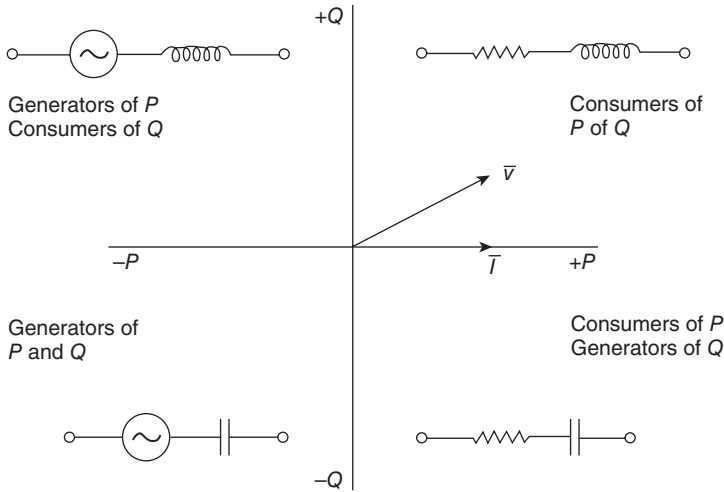 +Q
Generators of P
Consumers of Q
Consumers of
P of Q
v̅
–P
I̅
+P
Generators of
P and Q
Consumers of P
Generators of Q
–Q